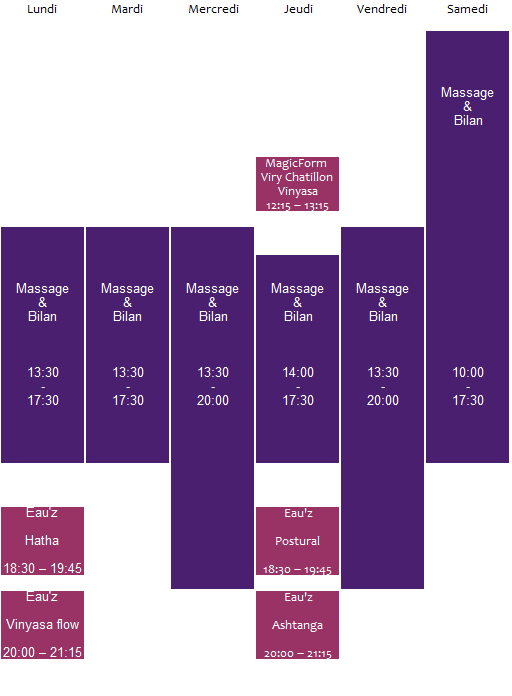 Lundi
Mardi
Mercredi
Jeudi
Vendredi
Samedi
Massage
&
Bilan
10:00
-
17:30
MagicForm
Viry Chatillon
Vinyasa
12:15 – 13:15
Massage
&
Bilan
13:30
-
17:30
Massage
&
Bilan
13:30
-
17:30
Massage
&
Bilan
13:30
-
20:00
Massage
&
Bilan
14:00
-
17:30
Massage
&
Bilan
13:30
-
20:00
Eau'z
Hatha
18:30 – 19:45
Eau'z
Postural
18:30 – 19:45
Eau'z
Vinyasa flow
20:00 – 21:15
Eau'z
Ashtanga
20:00 – 21:15